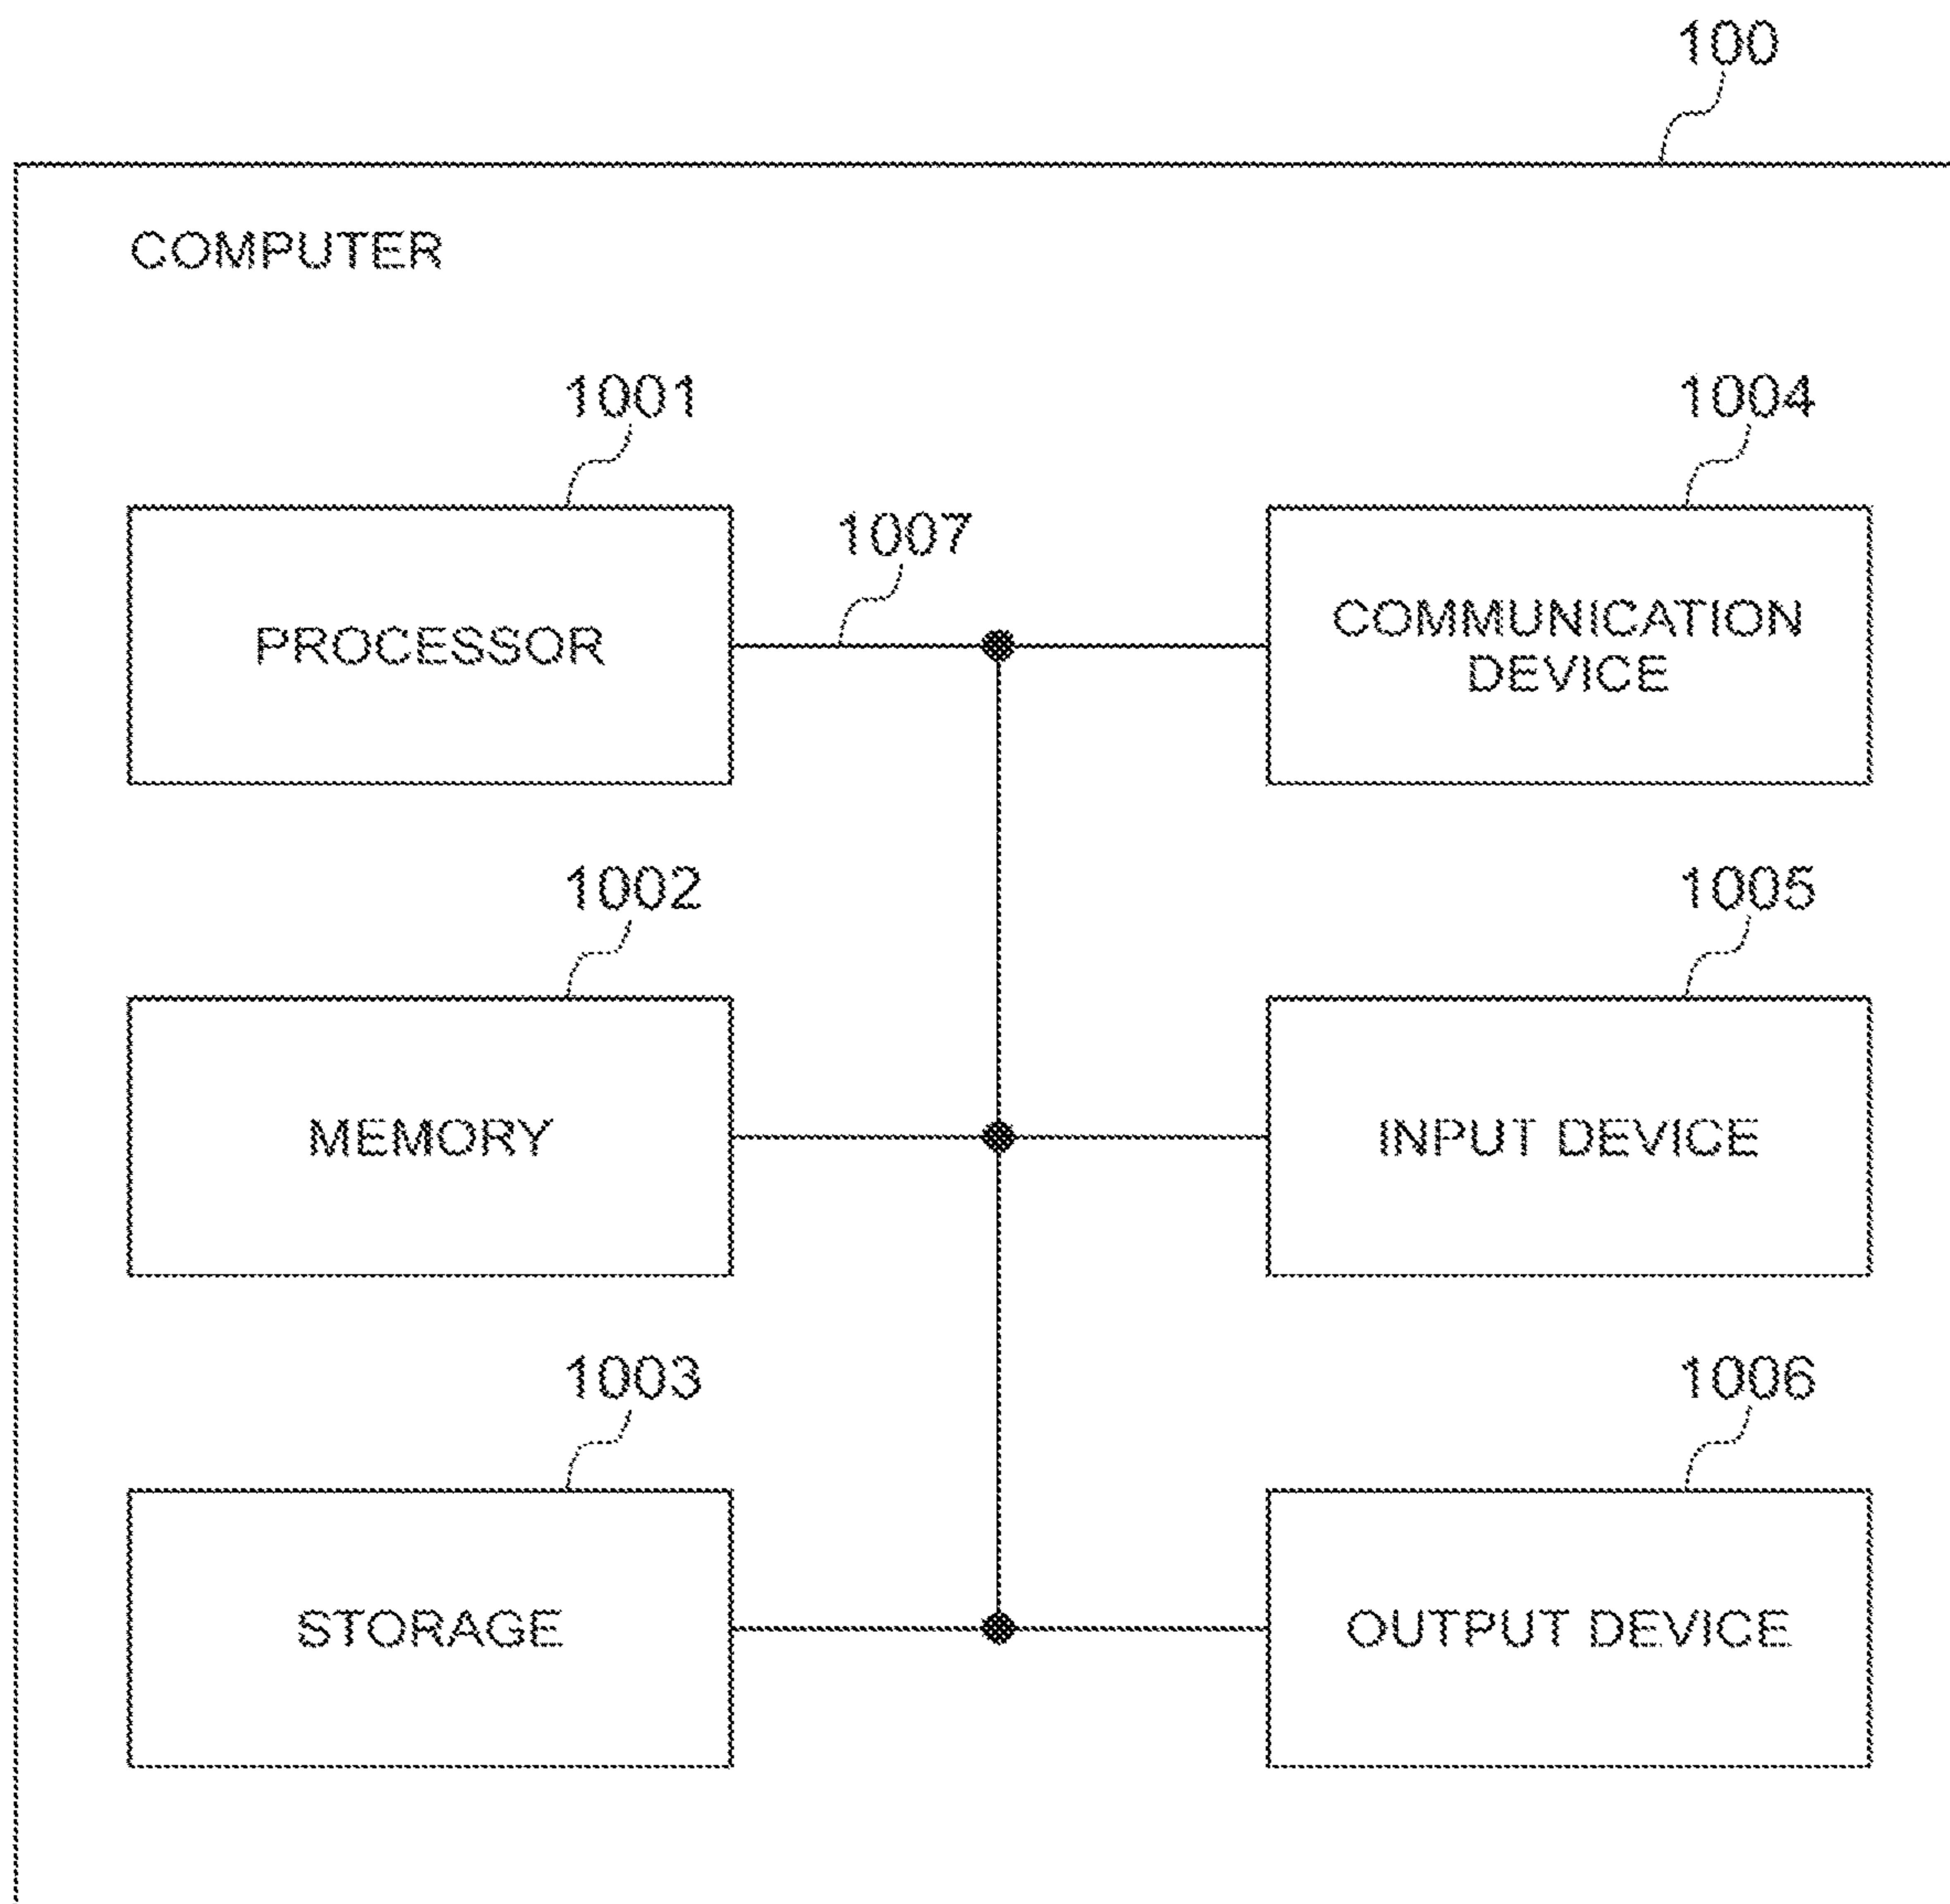 100
COMPUTER
1001
1004
1007
PROCESSOR
COMMUNICATION
DEVICE
1002
1005
MEMORY
INPUT DEVICE
1003
1006
STORAGE
OUTPUT DEVICE